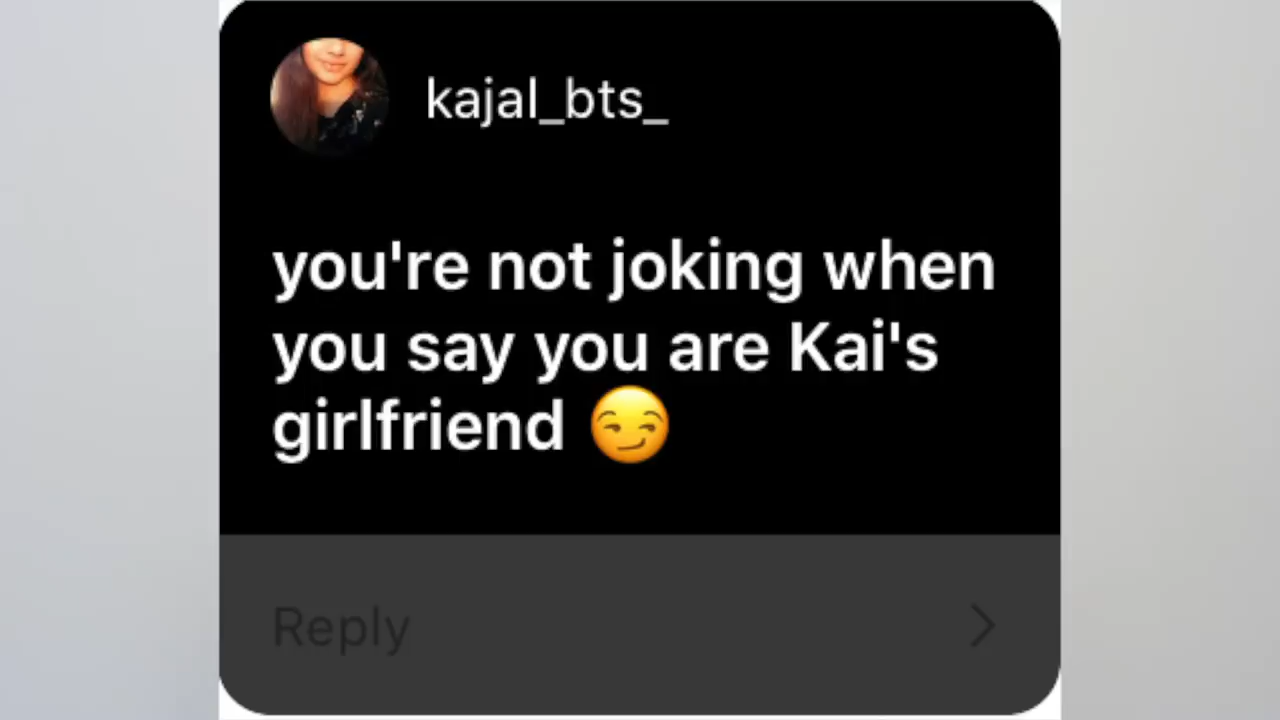 kajal_bts_
you're not joking when
you say you are Kai's
girlfriend 😏
Reply